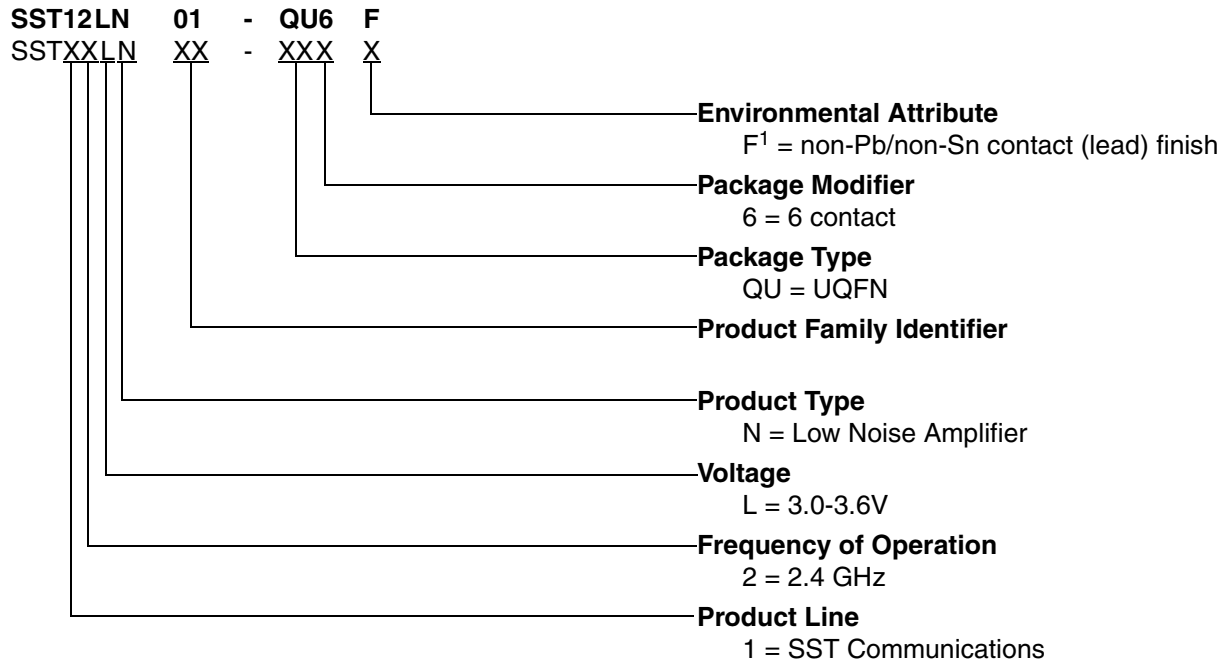 SST12LN 01 - QU6 F
SSTXXLN XX - XXX X
Environmental Attribute
F1 = non-Pb/non-Sn contact (lead) finish
Package Modifier
6 = 6 contact
Package Type
QU = UQFN
Product Family Identifier
Product Type
N = Low Noise Amplifier
Voltage
L = 3.0-3.6V
Frequency of Operation
2 = 2.4 GHz
Product Line
1 = SST Communications